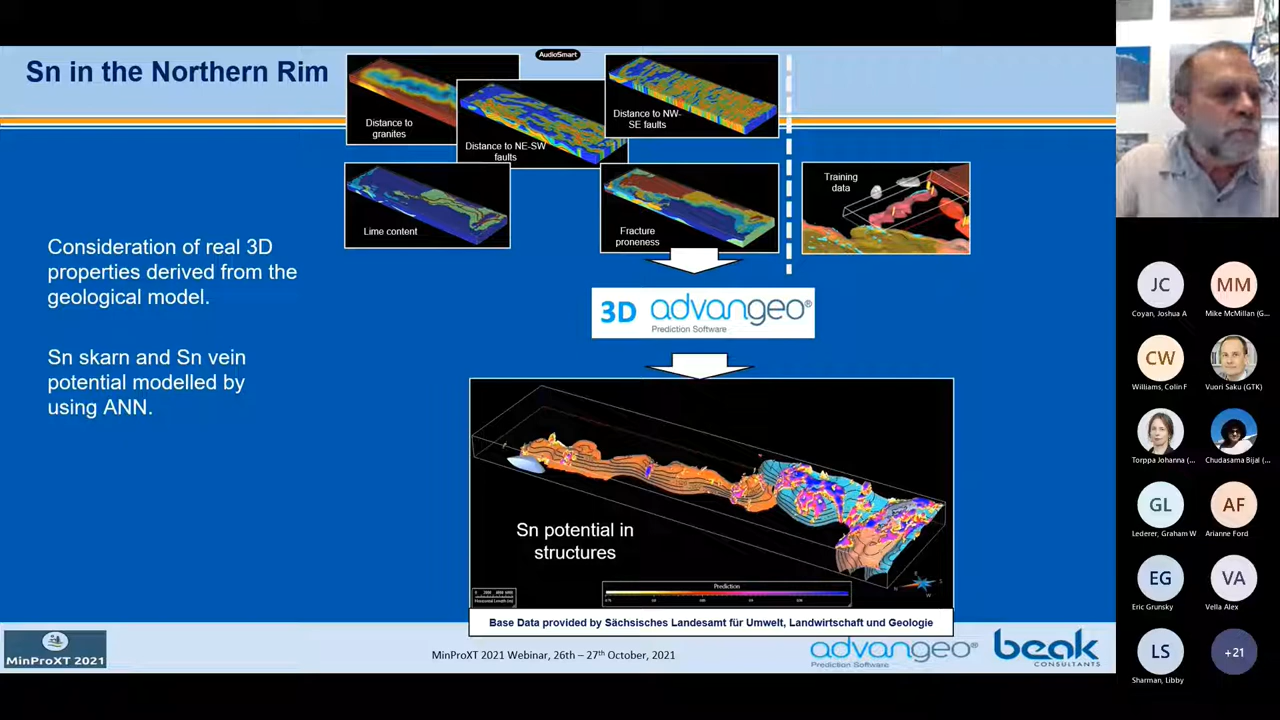 Sn in the Northern Rim
AudioSmart
Distance to
granites
Distance to NE-SW
faults
Distance to NW-
SE faults
Lime content
Fracture
proneness
Training
data
Consideration of real 3D
properties derived from the
geological model.
Sn skarn and Sn vein
potential modelled by
using ANN.
3D advangeo®
Prediction Software
Sn potential in
structures
Prediction
Base Data provided by Sächsisches Landesamt für Umwelt, Landwirtschaft und Geologie
MinProXT 2021
MinProXT 2021 Webinar, 26th – 27th October, 2021
advangeo®
Prediction Software
beak
CONSULTANTS
JC
Coyan, Joshua A
MM
Mike McMillan (G...
CW
Williams, Colin F
Vuori Saku (GTK)
Torppa Johanna (...
Chudasama Bijal (...
GL
Lederer, Graham W
AF
Arianne Ford
EG
Eric Grunsky
VA
Vella Alex
LS
Sharman, Libby
+21